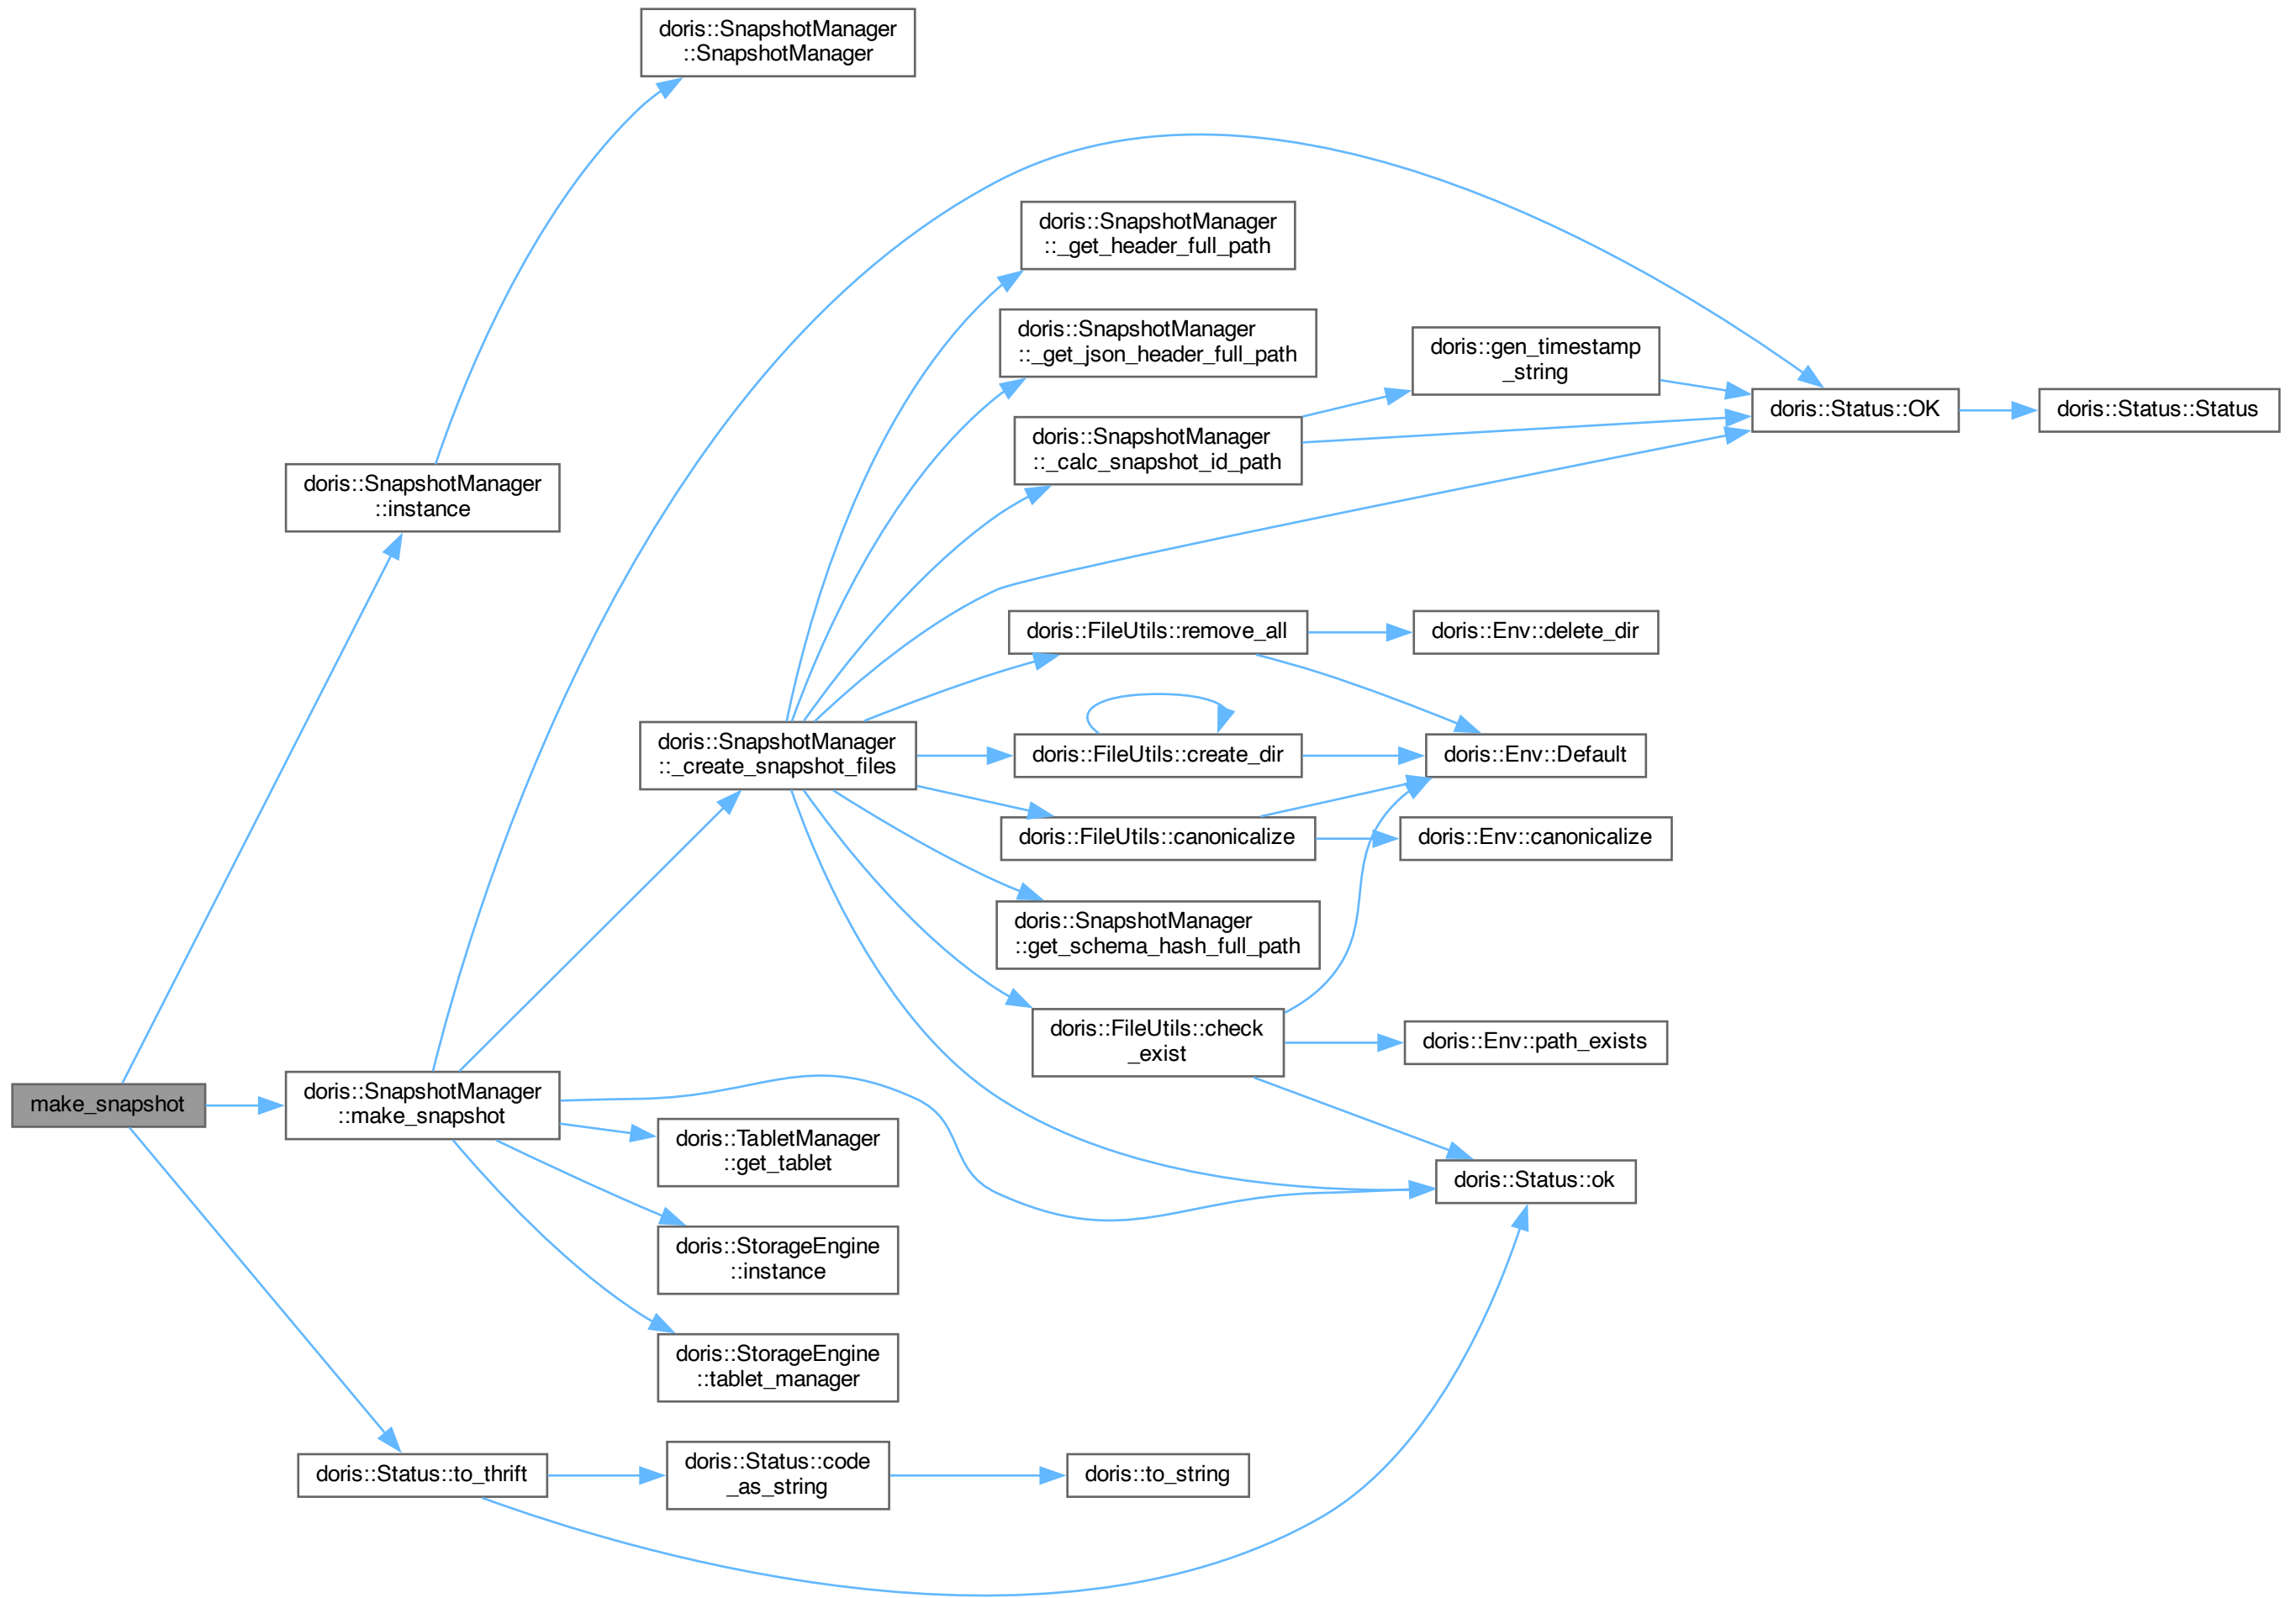 doris::SnapshotManager
::SnapshotManager
doris::SnapshotManager
::_get_header_full_path
doris::SnapshotManager
::_get_json_header_full_path
doris::gen_timestamp
_string
doris::Status::OK
doris::Status::Status
doris::SnapshotManager
::_calc_snapshot_id_path
doris::SnapshotManager
::instance
doris::FileUtils::remove_all
doris::Env::delete_dir
doris::SnapshotManager
::_create_snapshot_files
doris::FileUtils::create_dir
doris::Env::Default
doris::FileUtils::canonicalize
doris::Env::canonicalize
doris::SnapshotManager
::get_schema_hash_full_path
doris::FileUtils::check
_exist
doris::Env::path_exists
make_snapshot
doris::SnapshotManager
::make_snapshot
doris::TabletManager
::get_tablet
doris::Status::ok
doris::StorageEngine
::instance
doris::StorageEngine
::tablet_manager
doris::Status::to_thrift
doris::Status::code
_as_string
doris::to_string